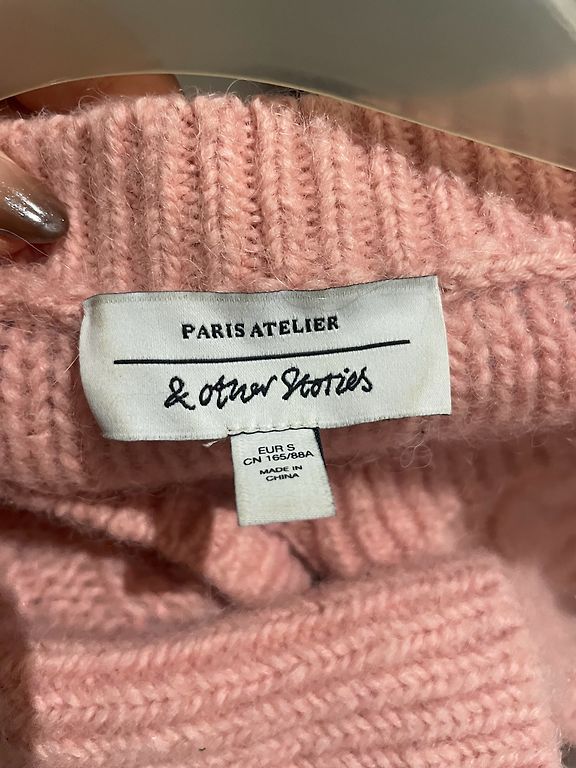 PARIS ATELIER
& other Stories
EUR S
CN 165/88A
MADE IN
CHINA